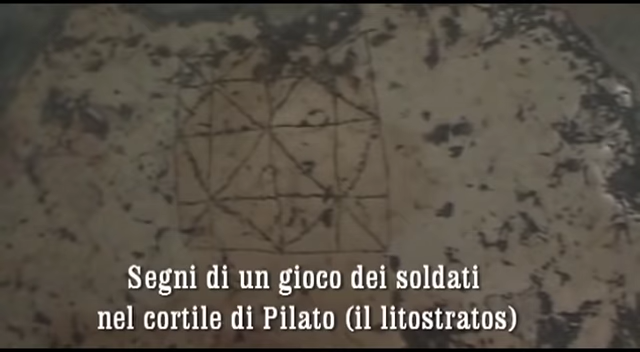 Segni di un gioco dei soldati
nel cortile di Pilato (il litostratos)